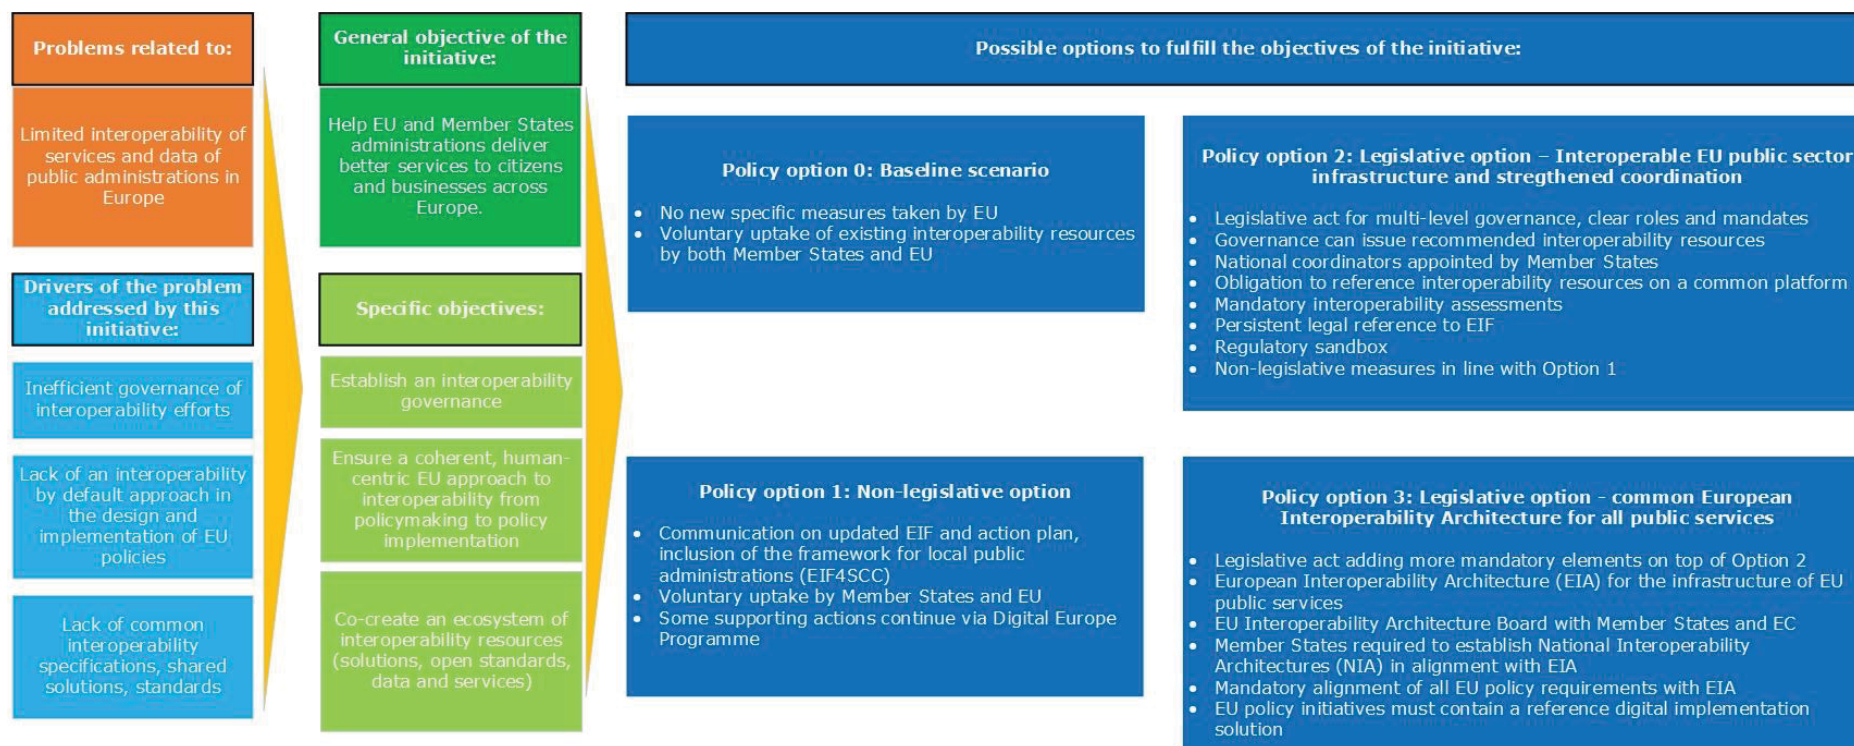 Problems related to:
Limited interoperability of
services and data of
public administrations in
Europe
Drivers of the problem
addressed by this
initiative:
Inefficient governance of
interoperability efforts
Lack of an interoperability
by default approach in
the design and
implementation of EU
policies
Lack of common
interoperability
specifications, shared
solutions, standards
General objective of the
initiative:
Help EU and Member States
administrations deliver
better services to citizens
and businesses across
Europe.
Specific objectives:
Establish an interoperability
governance
Ensure a coherent, human-
centric EU approach to
interoperability from
policymaking to policy
implementation
Co-create an ecosystem of
interoperability resources
(solutions, open standards,
data and services)
Possible options to fulfill the objectives of the initiative:
Policy option 0: Baseline scenario
• No new specific measures taken by EU
• Voluntary uptake of existing interoperability resources
by both Member States and EU
Policy option 1: Non-legislative option
• Communication on updated EIF and action plan,
inclusion of the framework for local public
administrations (EIF4SCC)
• Voluntary uptake by Member States and EU
• Some supporting actions continue via Digital Europe
Programme
Policy option 2: Legislative option – Interoperable EU public sector
infrastructure and stregthened coordination
• Legislative act for multi-level governance, clear roles and mandates
• Governance can issue recommended interoperability resources
• National coordinators appointed by Member States
• Obligation to reference interoperability resources on a common platform
• Mandatory interoperability assessments
• Persistent legal reference to EIF
• Regulatory sandbox
• Non-legislative measures in line with Option 1
Policy option 3: Legislative option - common European
Interoperability Architecture for all public services
• Legislative act adding more mandatory elements on top of Option 2
• European Interoperability Architecture (EIA) for the infrastructure of EU
public services
• EU Interoperability Architecture Board with Member States and EC
• Member States required to establish National Interoperability
Architectures (NIA) in alignment with EIA
• Mandatory alignment of all EU policy requirements with EIA
• EU policy initiatives must contain a reference digital implementation
solution